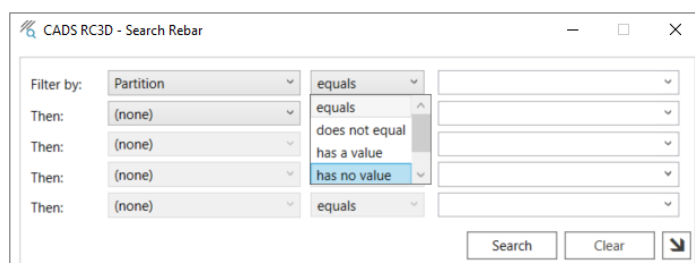 CADS RC3D - Search Rebar
Filter by: Partition equals
Then: (none) equals
does not equal
Then: (none)
has a value
Then: (none) has no value
Then: (none) equals
Search Clear